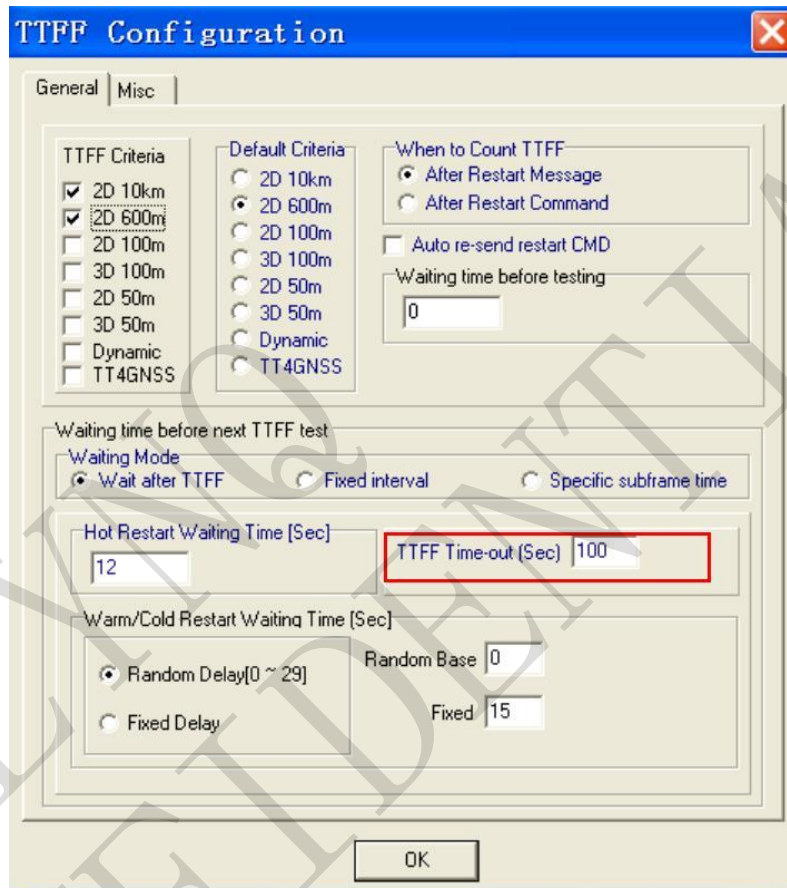 TTFF Configuration
General
Misc
TTFF Criteria
2D 10km
2D 600m
2D 100m
3D 100m
2D 50m
3D 50m
Dynamic
TT4GNSS
Default Criteria
2D 10km
2D 600m
2D 100m
3D 100m
2D 50m
3D 50m
Dynamic
TT4GNSS
When to Count TTFF
After Restart Message
After Restart Command
Auto re-send restart CMD
Waiting time before testing
0
Waiting time before next TTFF test
Waiting Mode
Wait after TTFF
Fixed interval
Specific subframe time
Hot Restart Waiting Time [Sec]
12
TTFF Time-out (Sec) 100
Warm/Cold Restart Waiting Time [Sec]
Random Delay[0 ~ 29]
Fixed Delay
Random Base 0
Fixed 15
OK